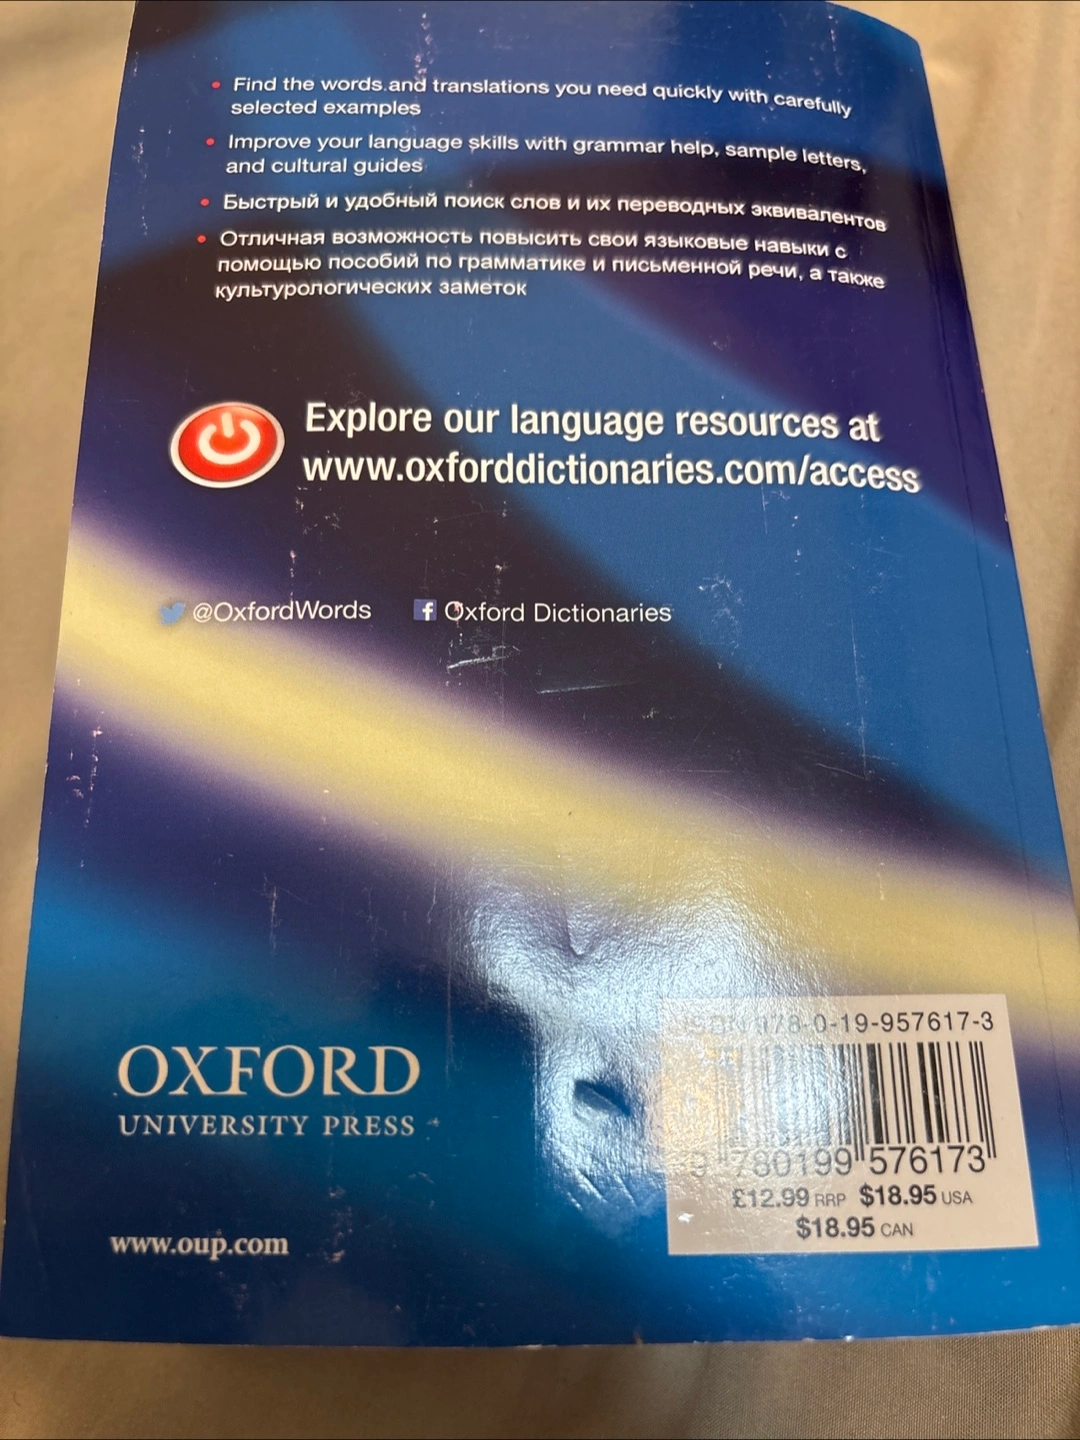 • Find the words and translations you need quickly with carefully
selected examples
• Improve your language skills with grammar help, sample letters,
and cultural guides
• Быстрый и удобный поиск слов и их переводных эквивалентов
• Отличная возможность повысить свои языковые навыки с
помощью пособий по грамматике и письменной речи, а также
культурологических заметок
Explore our language resources at
www.oxforddictionaries.com/access
@OxfordWords
Oxford Dictionaries
ISBN 978-0-19-957617-3
9 780199 576173
£12.99 RRP $18.95 USA
$18.95 CAN
OXFORD
UNIVERSITY PRESS
www.oup.com